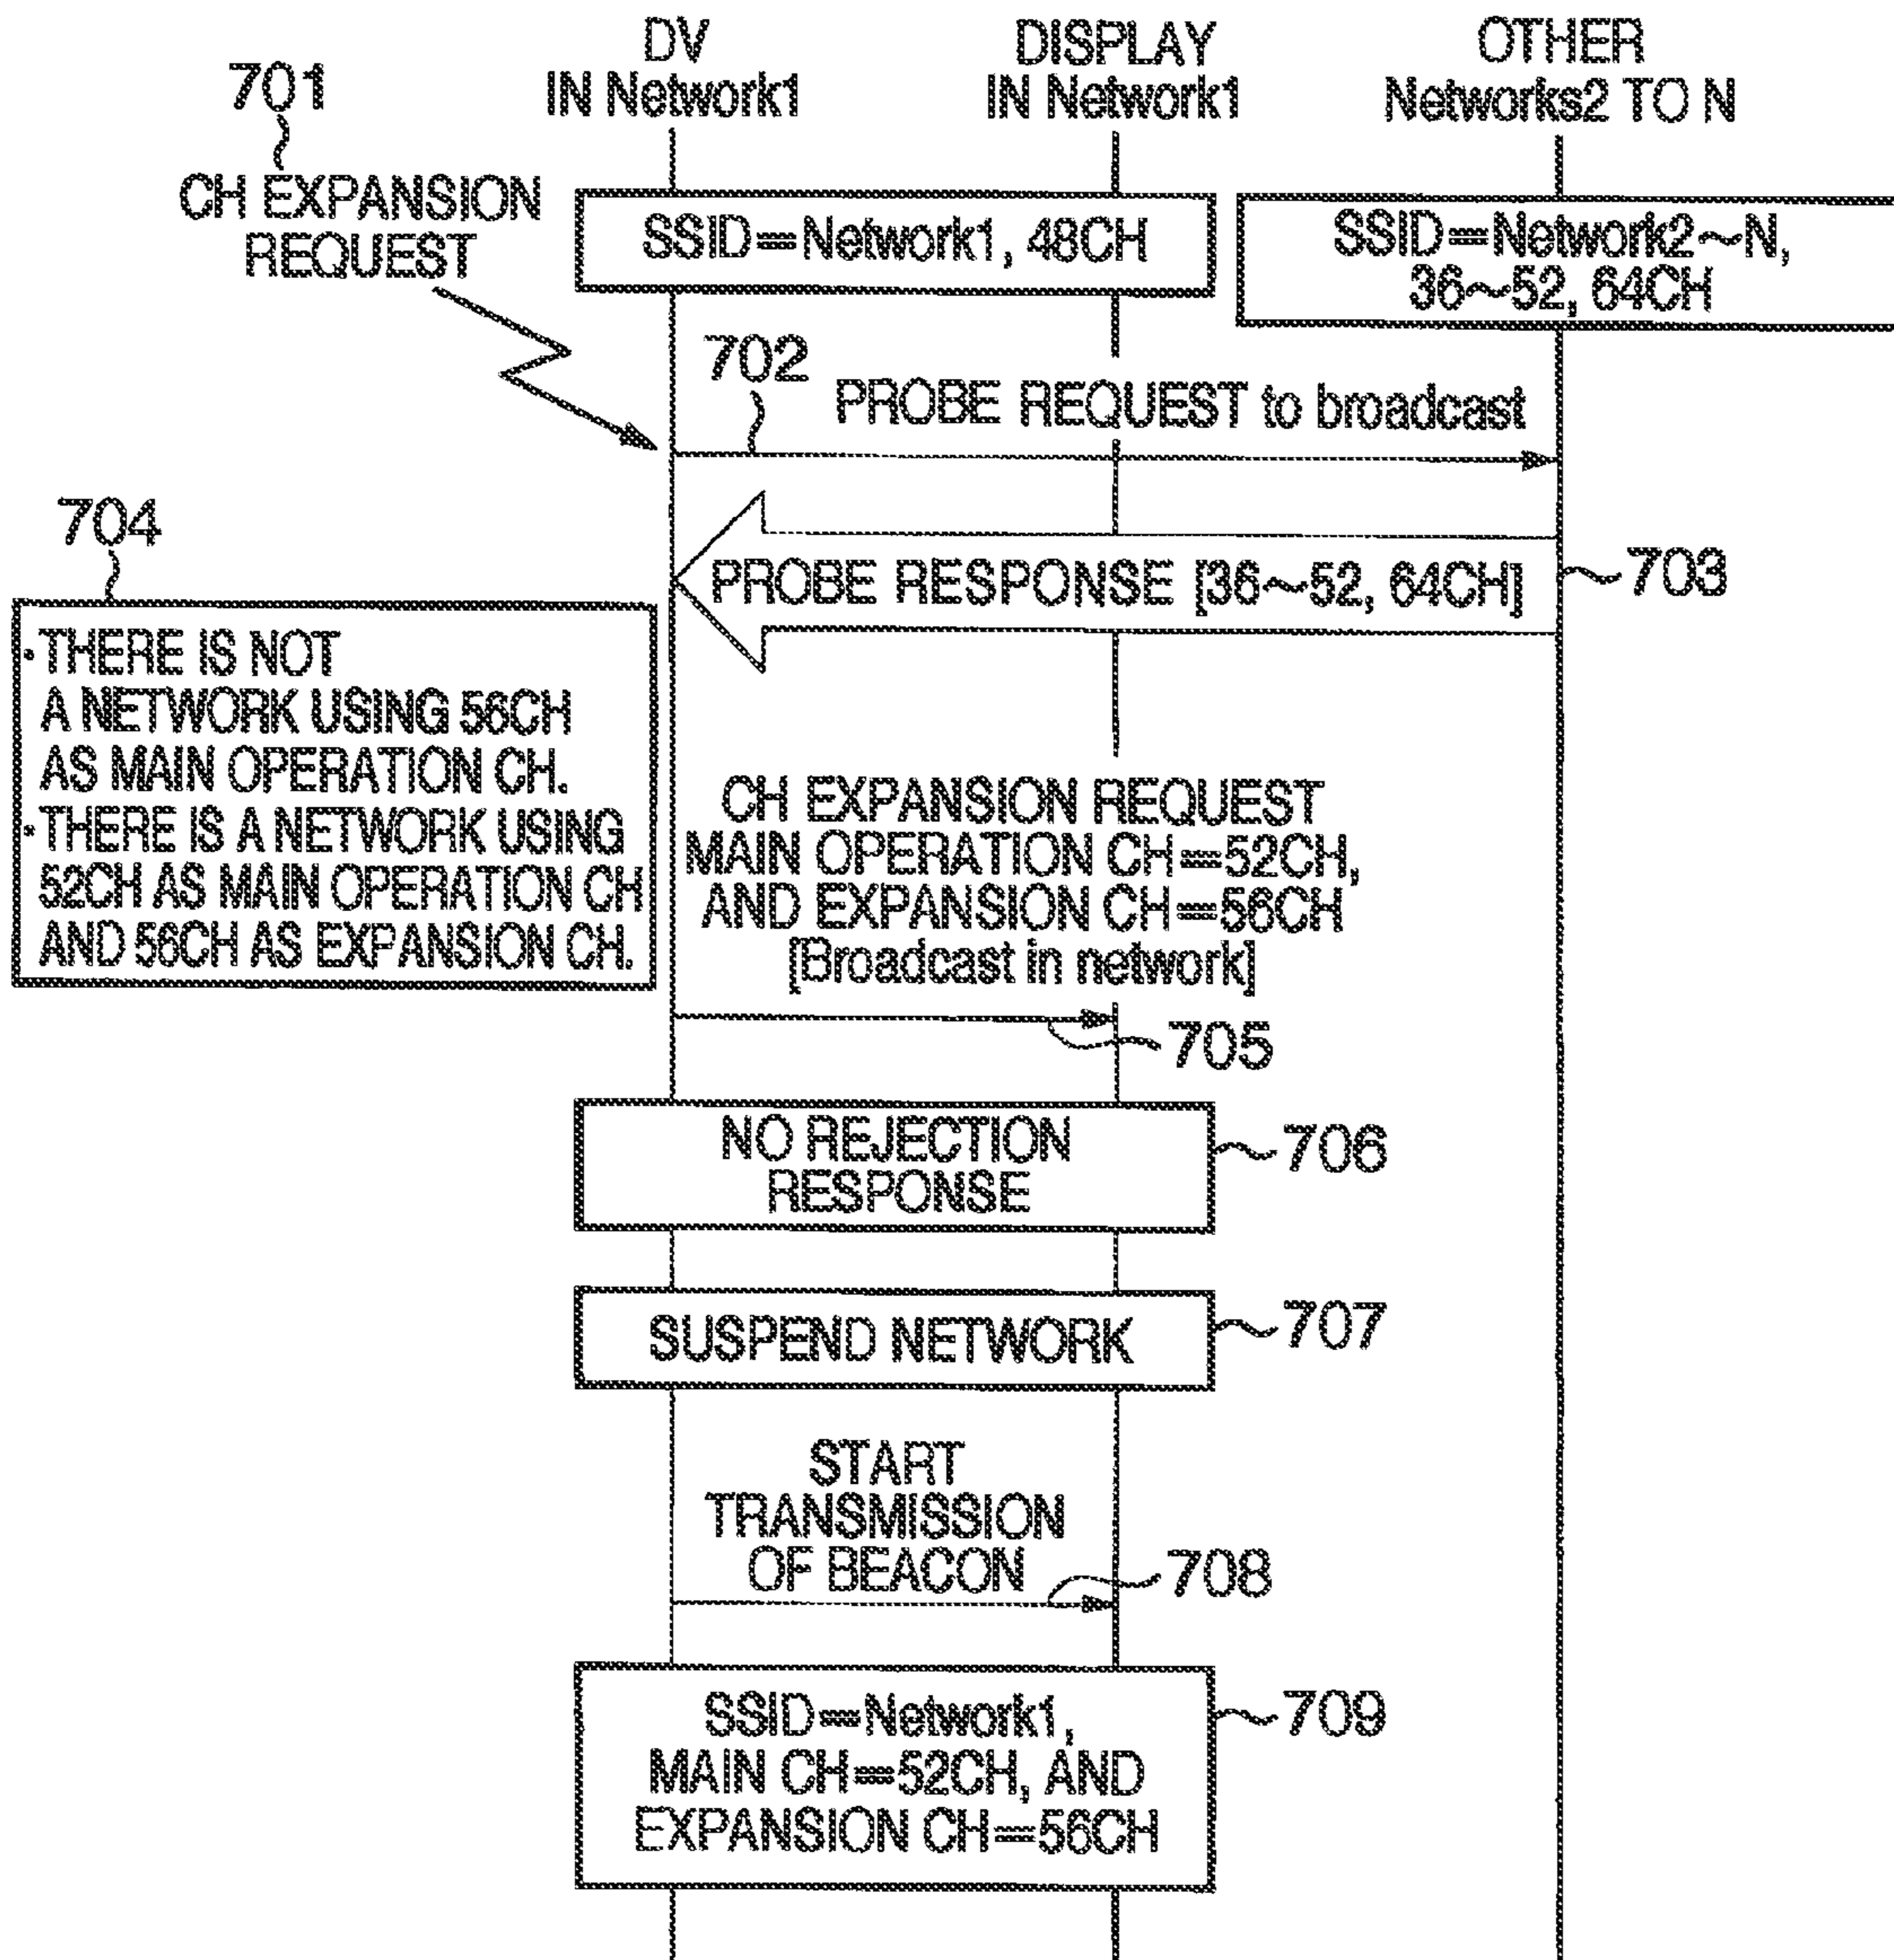 DV
IN Network1
DISPLAY
IN Network1
OTHER
Networks2 TO N
701
CH EXPANSION
REQUEST
SSID=Network1, 48CH
SSID=Network2~N,
36~52, 64CH
702
PROBE REQUEST to broadcast
PROBE RESPONSE [36~52, 64CH]
703
704
·THERE IS NOT
A NETWORK USING 56CH
AS MAIN OPERATION CH.
·THERE IS A NETWORK USING
52CH AS MAIN OPERATION CH
AND 56CH AS EXPANSION CH.
CH EXPANSION REQUEST
MAIN OPERATION CH=52CH,
AND EXPANSION CH=56CH
[Broadcast in network]
705
NO REJECTION
RESPONSE
706
SUSPEND NETWORK
707
START
TRANSMISSION
OF BEACON
708
SSID=Network1,
MAIN CH=52CH, AND
EXPANSION CH=56CH
709